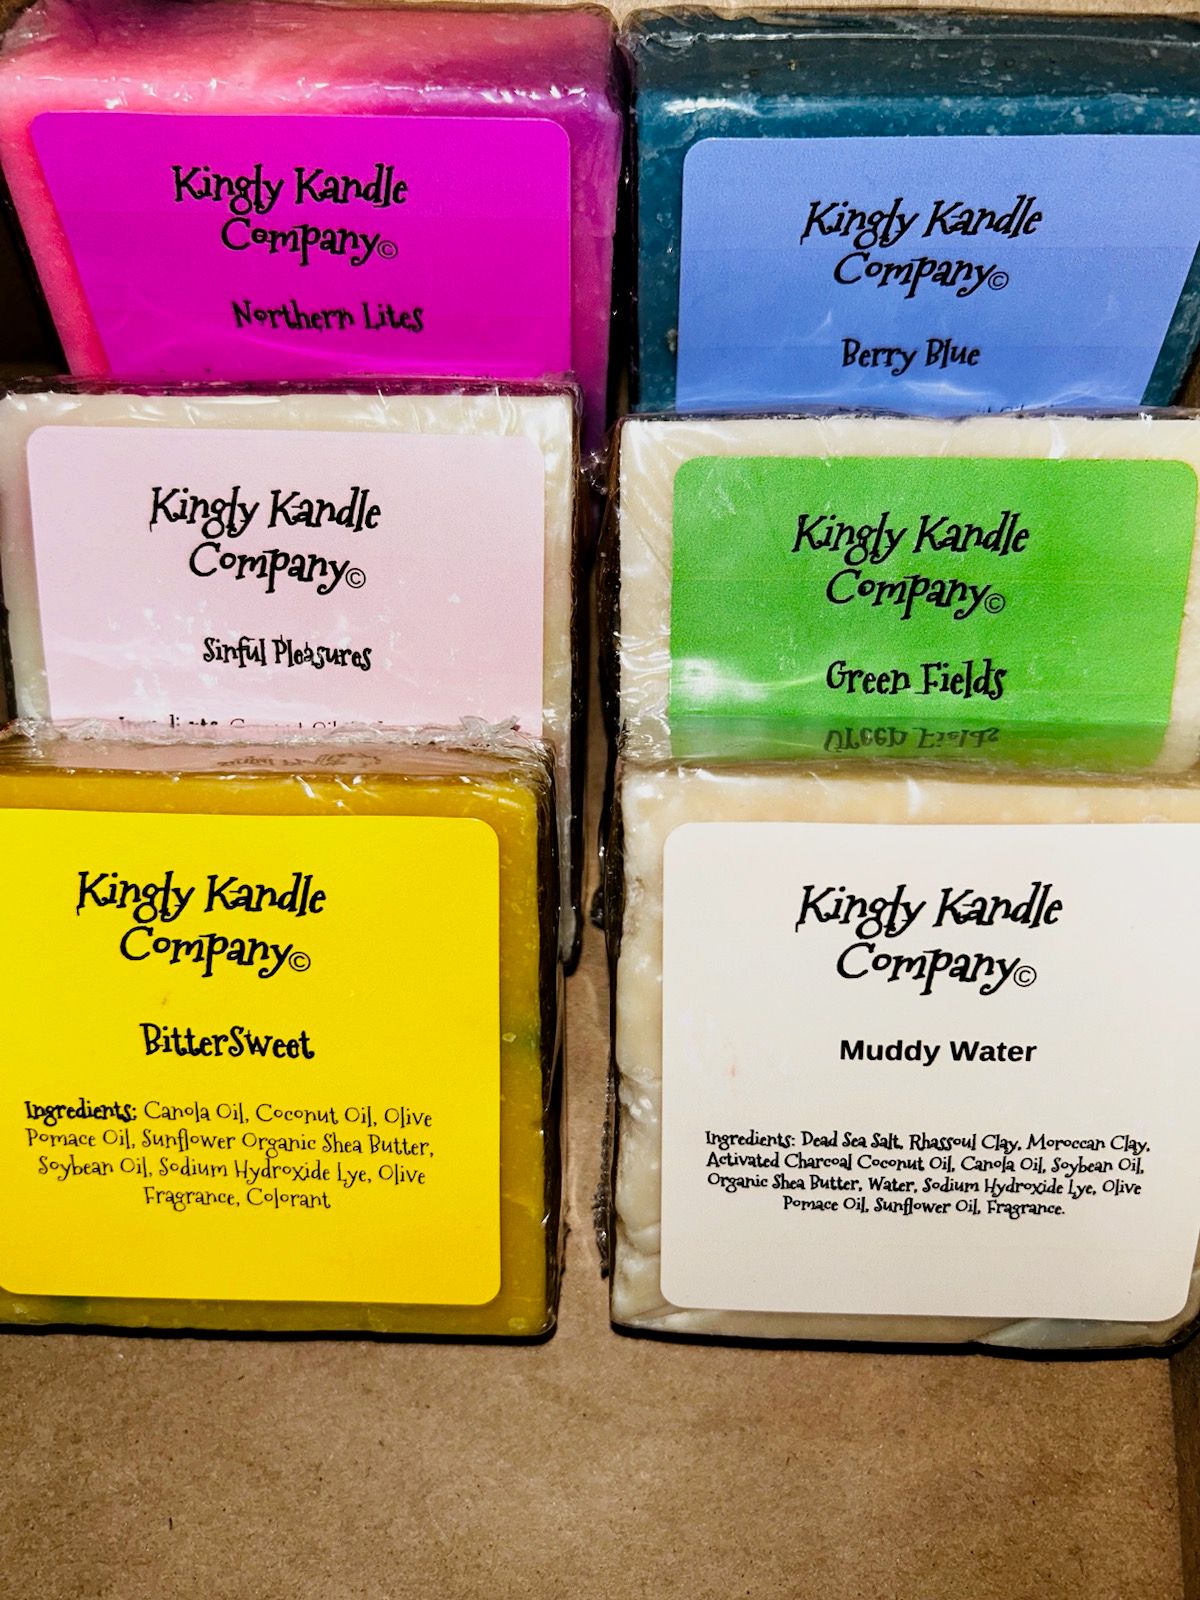 Kingly Kandle
Company©
Northern Lites
Kingly Kandle
Company©
Berry Blue
Kingly Kandle
Company©
Sinful Pleasures
Kingly Kandle
Company©
Green Fields
Kingly Kandle
Company©
BitterSweet
Ingredients: Canola Oil, Coconut Oil, Olive
Pomace Oil, Sunflower Organic Shea Butter,
Soybean Oil, Sodium Hydroxide Lye, Olive
Fragrance, Colorant
Kingly Kandle
Company©
Muddy Water
Ingredients: Dead Sea Salt, Rhassoul Clay, Moroccan Clay,
Activated Charcoal Coconut Oil, Canola Oil, Soybean Oil,
Organic Shea Butter, Water, Sodium Hydroxide Lye, Olive
Pomace Oil, Sunflower Oil, Fragrance.